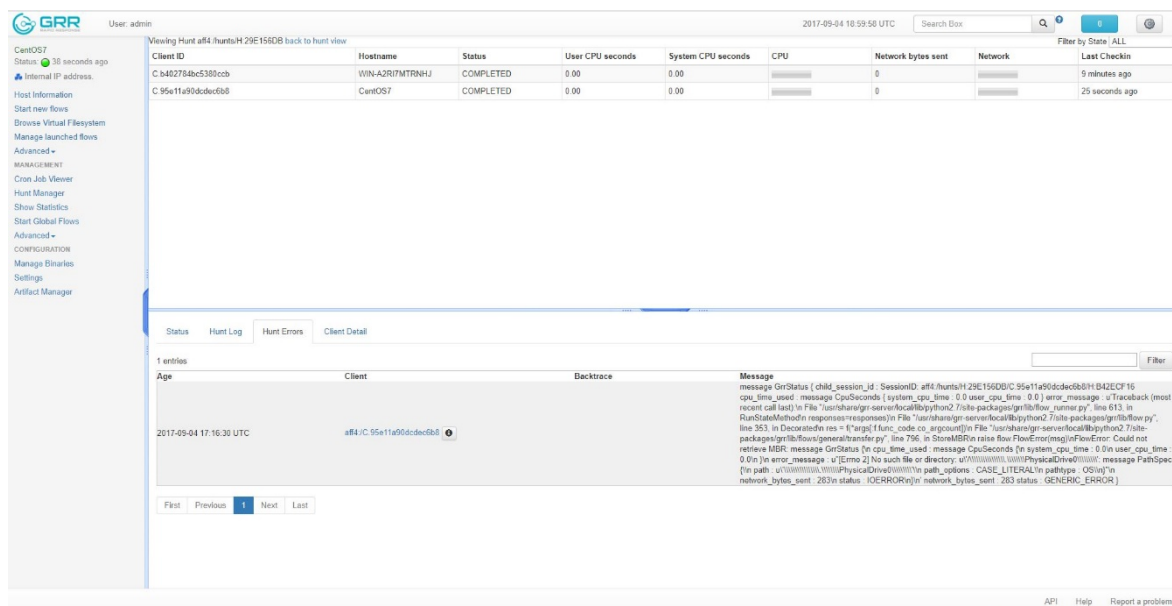 GRR
User: admin
2017-09-04 18:59:58 UTC
Search Box
CentOS7
Status: 38 seconds ago
Internal IP address.
Host Information
Start new flows
Browse Virtual Filesystem
Manage launched flows
Advanced
MANAGEMENT
Cron Job Viewer
Hunt Manager
Show Statistics
Start Global Flows
Advanced
CONFIGURATION
Manage Binaries
Settings
Artifact Manager
Viewing Hunt aff4:/hunts/H:29E156DB back to hunt view
Filter by State ALL
Client ID Hostname Status User CPU seconds System CPU seconds CPU Network bytes sent Network Last Checkin
C.b402784bc5380ccb WIN-A2RI7MTRNHJ COMPLETED 0.00 0.00 0 9 minutes ago
C.95e11a90dcdec6b8 CentOS7 COMPLETED 0.00 0.00 0 25 seconds ago
Status Hunt Log Hunt Errors Client Detail
1 entries
Filter
Age Client Backtrace Message
2017-09-04 17:16:30 UTC
aff4:/C.95e11a90dcdec6b8
message GrrStatus { child_session_id : SessionID: aff4:/hunts/H:29E156DB/C.95e11a90dcdec6b8/H:B42ECF16
cpu_time_used : message CpuSeconds { system_cpu_time : 0.0 user_cpu_time : 0.0 } error_message : u'Traceback (most
recent call last):\n File "/usr/share/grr-server/local/lib/python2.7/site-packages/grr/lib/flow_runner.py", line 613, in
RunStateMethod\n responses=responses)\n File "/usr/share/grr-server/local/lib/python2.7/site-packages/grr/lib/flow.py",
line 353, in Decorated\n res = f(*args[:f.func_code.co_argcount])\n File "/usr/share/grr-server/local/lib/python2.7/site-
packages/grr/lib/flows/general/transfer.py", line 796, in StoreMBR\n raise flow.FlowError(msg)\nFlowError: Could not
retrieve MBR: message GrrStatus {\n cpu_time_used : message CpuSeconds {\n system_cpu_time : 0.0\n user_cpu_time :
0.0\n }\n error_message : u"[Errno 2] No such file or directory: message PathSpec
path_options : CASE_LITERAL\\n pathtype : OS\\n}"\n
network_bytes_sent : 283\n status : IOERROR\n}\n' network_bytes_sent : 283 status : GENERIC_ERROR }
First Previous 1 Next Last
API Help Report a problem